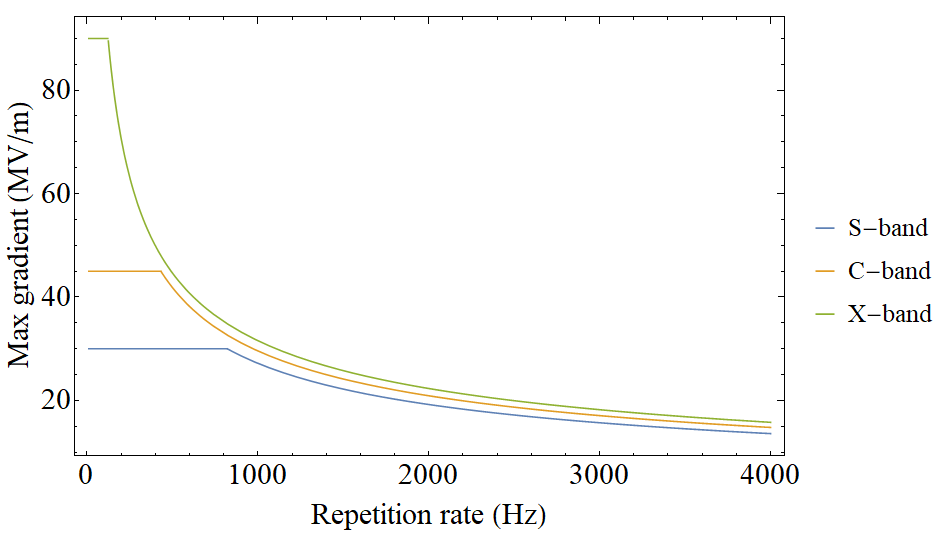 Max gradient (MV/m)
80
60
40
20
0
1000
2000
3000
4000
Repetition rate (Hz)
S−band
C−band
X−band